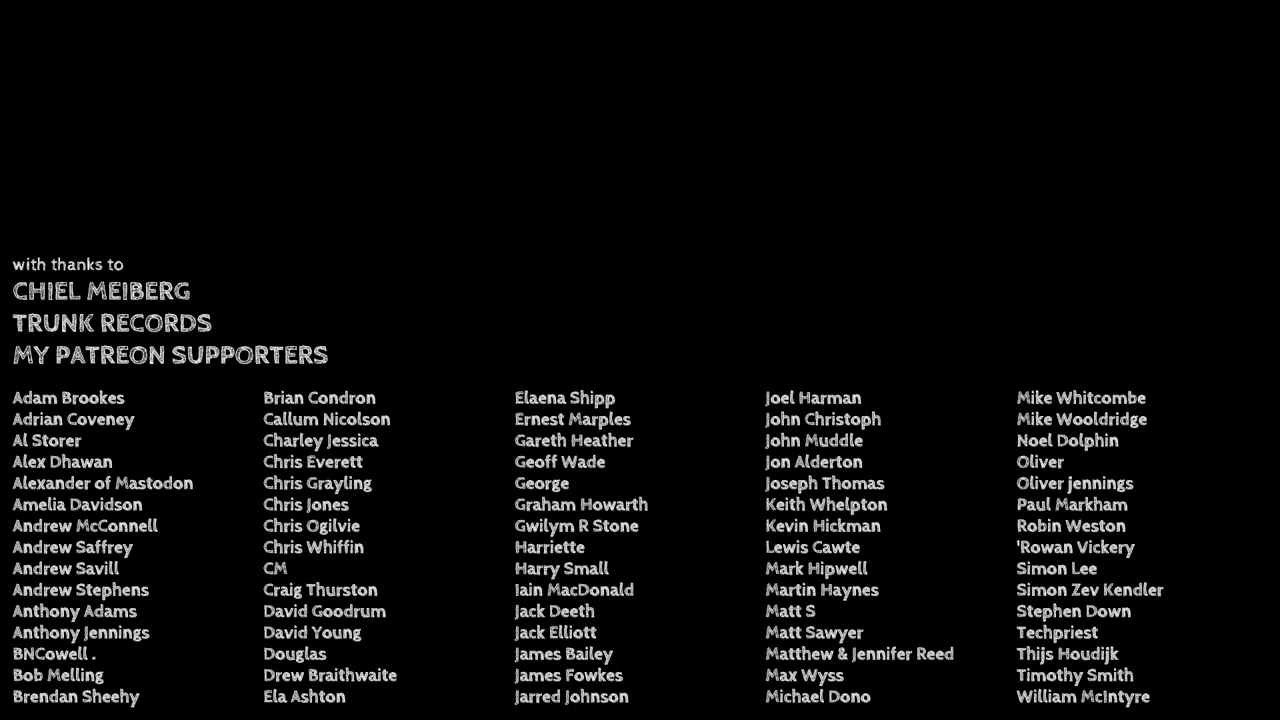 with thanks to
CHIEL MEIBERG
TRUNK RECORDS
MY PATREON SUPPORTERS
Adam Brookes
Adrian Coveney
Al Storer
Alex Dhawan
Alexander of Mastodon
Amelia Davidson
Andrew McConnell
Andrew Saffrey
Andrew Savill
Andrew Stephens
Anthony Adams
Anthony Jennings
BNCowell .
Bob Melling
Brendan Sheehy
Brian Condron
Callum Nicolson
Charley Jessica
Chris Everett
Chris Grayling
Chris Jones
Chris Ogilvie
Chris Whiffin
CM
Craig Thurston
David Goodrum
David Young
Douglas
Drew Braithwaite
Ela Ashton
Elaena Shipp
Ernest Marples
Gareth Heather
Geoff Wade
George
Graham Howarth
Gwilym R Stone
Harriette
Harry Small
Iain MacDonald
Jack Deeth
Jack Elliott
James Bailey
James Fowkes
Jarred Johnson
Joel Harman
John Christoph
John Muddle
Jon Alderton
Joseph Thomas
Keith Whelpton
Kevin Hickman
Lewis Cawte
Mark Hipwell
Martin Haynes
Matt S
Matt Sawyer
Matthew & Jennifer Reed
Max Wyss
Michael Dono
Mike Whitcombe
Mike Wooldridge
Noel Dolphin
Oliver
Oliver jennings
Paul Markham
Robin Weston
'Rowan Vickery
Simon Lee
Simon Zev Kendler
Stephen Down
Techpriest
Thijs Houdijk
Timothy Smith
William McIntyre